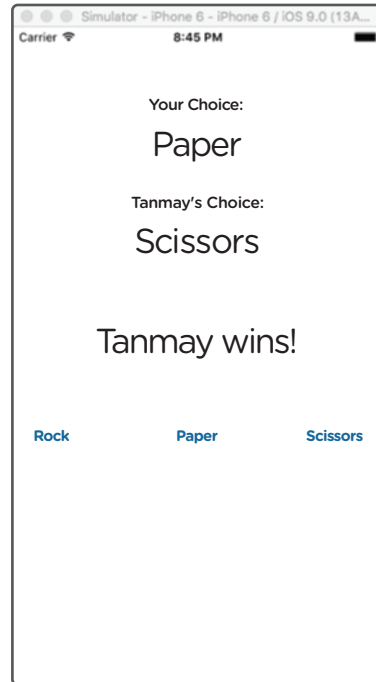 Simulator - iPhone 6 - iPhone 6 / iOS 9.0 (13A...
Carrier 8:45 PM
Your Choice:
Paper
Tanmay's Choice:
Scissors
Tanmay wins!
Rock Paper Scissors